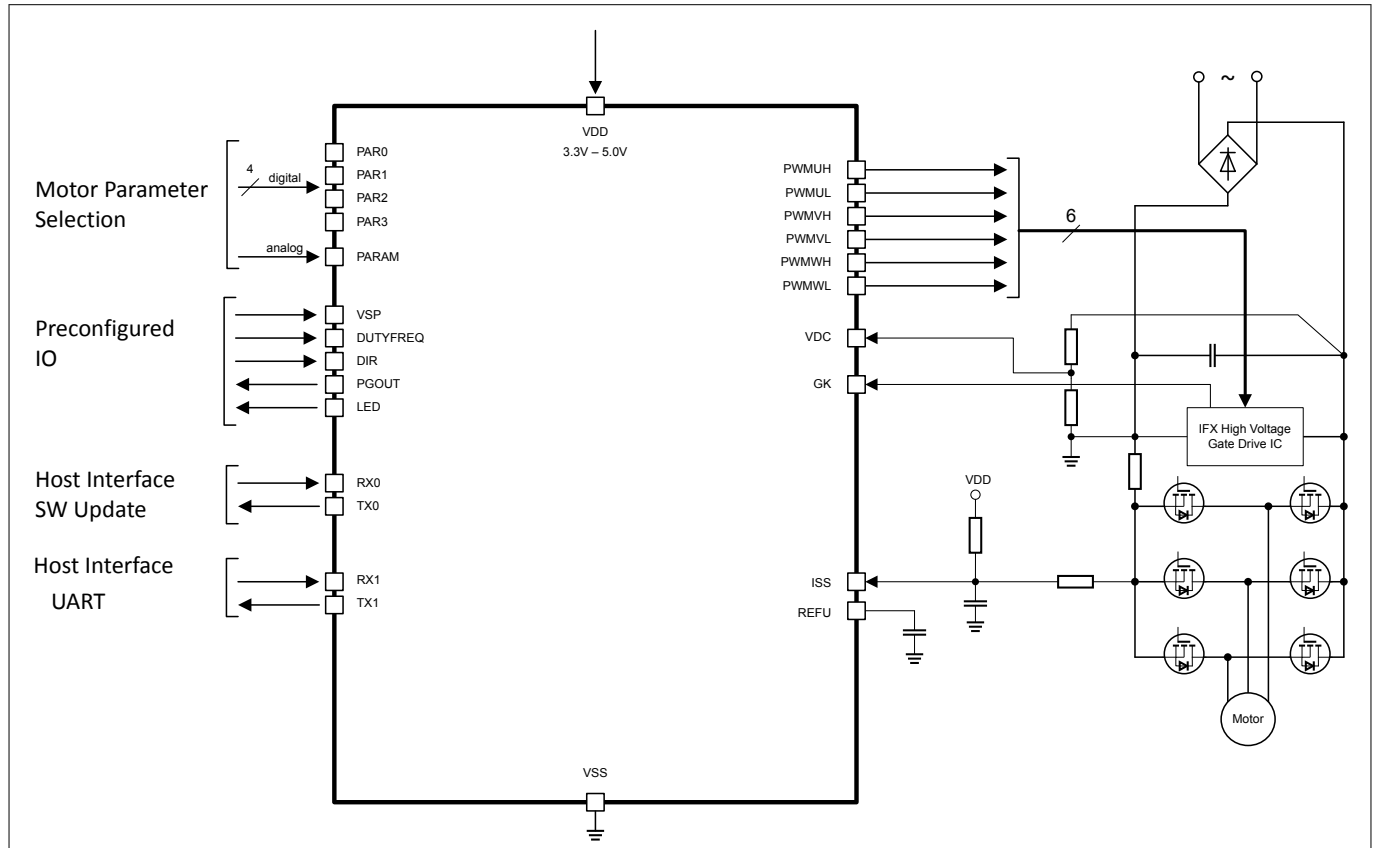 VDD
3.3V – 5.0V
Motor Parameter
Selection
4
digital
analog
PAR0
PAR1
PAR2
PAR3
PARAM
Preconfigured
IO
VSP
DUTYFREQ
DIR
PGOUT
LED
Host Interface
SW Update
RX0
TX0
Host Interface
UART
RX1
TX1
VSS
PWMUH
PWMUL
PWMVH
PWMVL
PWMWH
PWMWL
6
VDC
GK
ISS
REFU
VDD
~
IFX High Voltage
Gate Drive IC
Motor